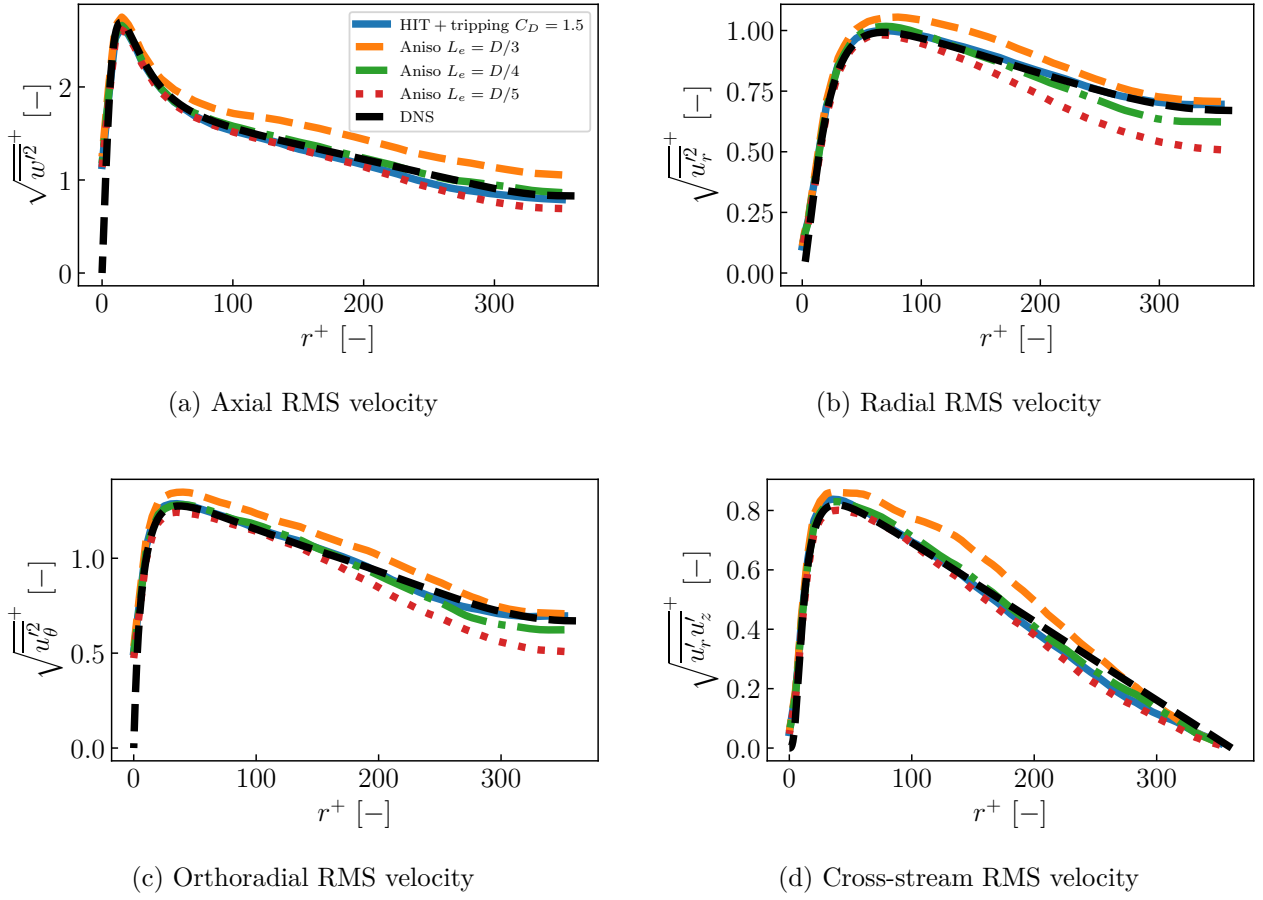 HIT + tripping C_D = 1.5
Aniso L_e = D/3
Aniso L_e = D/4
Aniso L_e = D/5
DNS
√w′² ⁺ [−]
2
1
0
0 100 200 300
r⁺ [−]
(a) Axial RMS velocity
√u′_r² ⁺ [−]
1.00
0.75
0.50
0.25
0.00
0 100 200 300
r⁺ [−]
(b) Radial RMS velocity
√u′_θ² ⁺ [−]
1.0
0.5
0.0
0 100 200 300
r⁺ [−]
(c) Orthoradial RMS velocity
√u′_r u′_z ⁺ [−]
0.8
0.6
0.4
0.2
0.0
0 100 200 300
r⁺ [−]
(d) Cross-stream RMS velocity